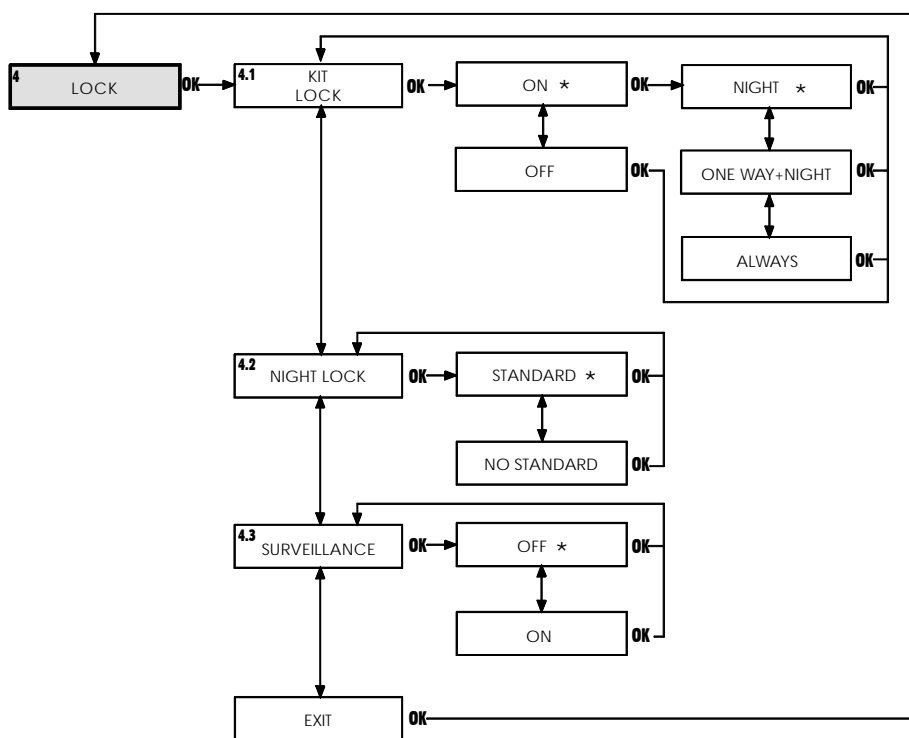 4
LOCK
OK
4.1
KIT
LOCK
OK
ON *
OK
NIGHT *
OK
OFF
OK
ONE WAY+NIGHT
OK
ALWAYS
OK
4.2
NIGHT LOCK
OK
STANDARD *
OK
NO STANDARD
OK
4.3
SURVEILLANCE
OK
OFF *
OK
ON
OK
EXIT
OK